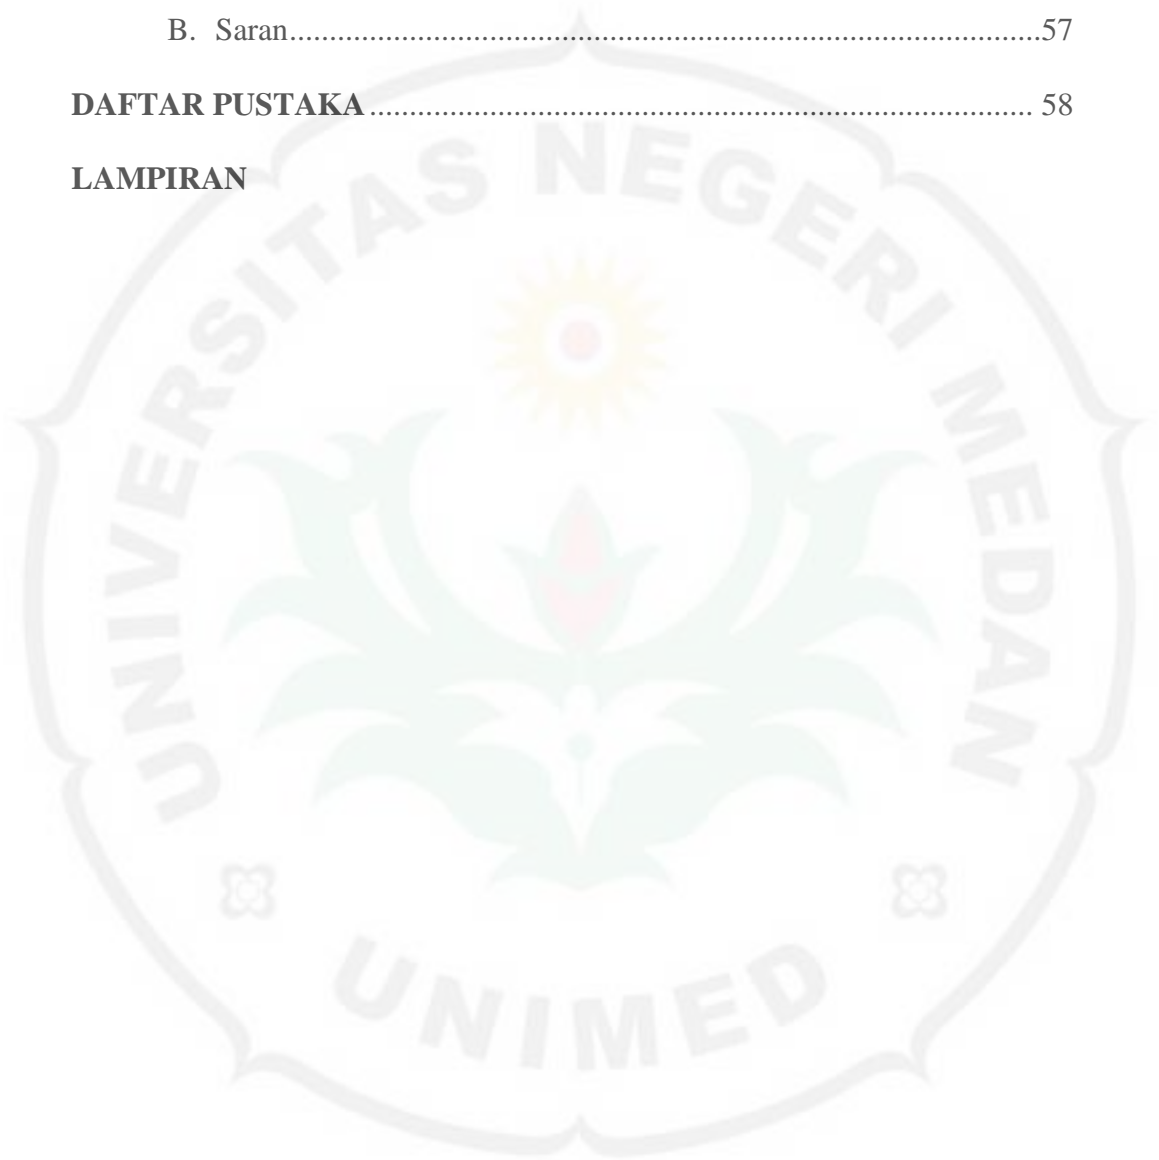 B. Saran..............................................................................................57
DAFTAR PUSTAKA................................................................................... 58
LAMPIRAN
UNIVERSITAS NEGERI MEDAN
UNIMED